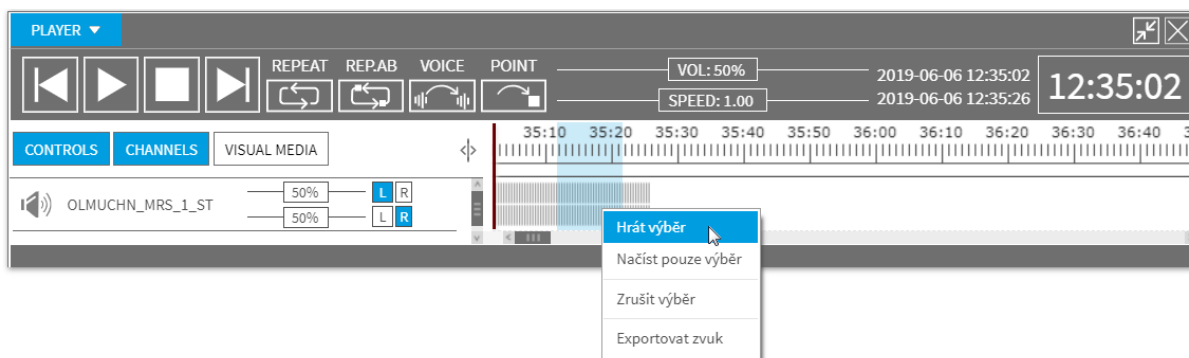 PLAYER
REPEAT REP.AB VOICE POINT
VOL: 50%
SPEED: 1.00
2019-06-06 12:35:02
2019-06-06 12:35:26
12:35:02
CONTROLS CHANNELS VISUAL MEDIA
35:10 35:20 35:30 35:40 35:50 36:00 36:10 36:20 36:30 36:40
OLMUCHN_MRS_1_ST
50% L R
50% L R
Hrát výběr
Načíst pouze výběr
Zrušit výběr
Exportovat zvuk